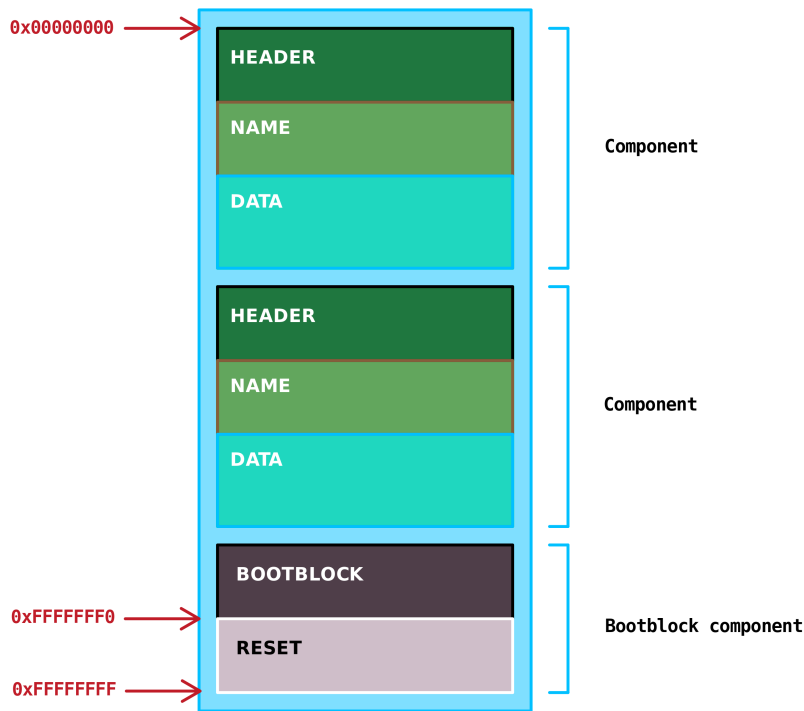 0x00000000
HEADER
NAME
Component
DATA
HEADER
NAME
Component
DATA
BOOTBLOCK
0xFFFFFFF0
Bootblock component
RESET
0xFFFFFFFF